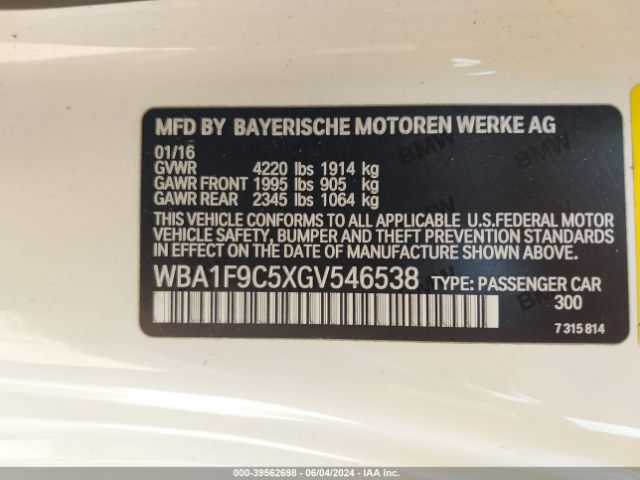 MFD BY BAYERISCHE MOTOREN WERKE AG
01/16
GVWR 4220 lbs 1914 kg
GAWR FRONT 1995 lbs 905 kg
GAWR REAR 2345 lbs 1064 kg
THIS VEHICLE CONFORMS TO ALL APPLICABLE U.S.FEDERAL MOTOR
VEHICLE SAFETY, BUMPER AND THEFT PREVENTION STANDARDS
IN EFFECT ON THE DATE OF MANUFACTURE SHOWN ABOVE.
WBA1F9C5XGV546538 TYPE: PASSENGER CAR
300
7 315 814
BMW
BMW
BMW
000-39562698 - 06/04/2024 - IAA Inc.